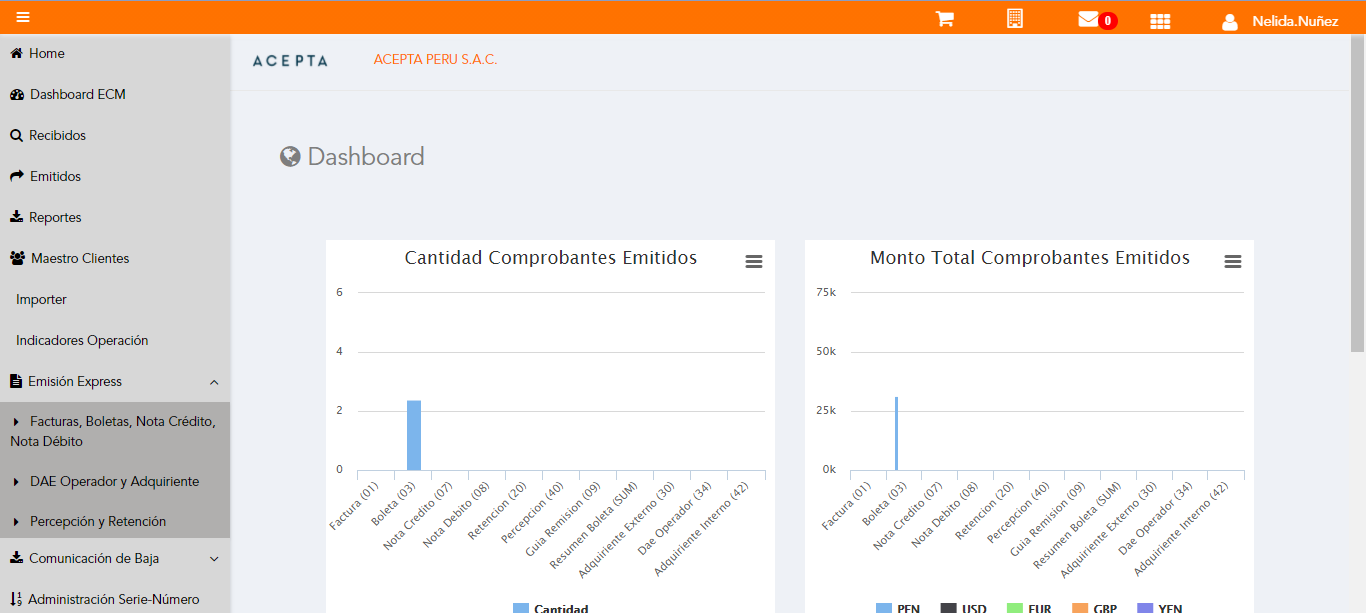 0
Nelida.Nuñez
Home
Dashboard ECM
Recibidos
Emitidos
Reportes
Maestro Clientes
Importer
Indicadores Operación
Emisión Express
Facturas, Boletas, Nota Crédito,
Nota Débito
DAE Operador y Adquiriente
Percepción y Retención
Comunicación de Baja
Administración Serie-Número
ACEPTA
ACEPTA PERU S.A.C.
Dashboard
Cantidad Comprobantes Emitidos
6
4
2
0
Factura (01)
Boleta (03)
Nota Credito (07)
Nota Debito (08)
Retencion (20)
Percepcion (40)
Guia Remision (09)
Resumen Boleta (SUM)
Adquiriente Externo (30)
Dae Operador (34)
Adquiriente Interno (42)
Cantidad
Monto Total Comprobantes Emitidos
75k
50k
25k
0k
Factura (01)
Boleta (03)
Nota Credito (07)
Nota Debito (08)
Retencion (20)
Percepcion (40)
Guia Remision (09)
Resumen Boleta (SUM)
Adquiriente Externo (30)
Dae Operador (34)
Adquiriente Interno (42)
PEN USD EUR GBP YEN